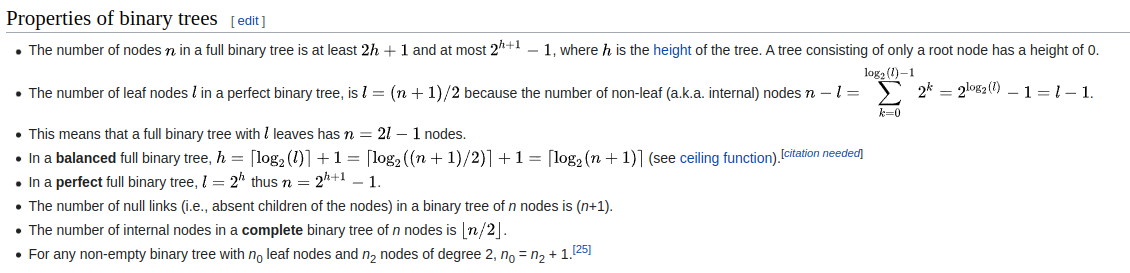 Properties of binary trees [ edit ]
• The number of nodes n in a full binary tree is at least 2h + 1 and at most 2^{h+1} − 1, where h is the height of the tree. A tree consisting of only a root node has a height of 0.
• The number of leaf nodes l in a perfect binary tree, is l = (n + 1)/2 because the number of non-leaf (a.k.a. internal) nodes n − l = \sum_{k=0}^{\log_2(l)−1} 2^k = 2^{\log_2(l)} − 1 = l − 1.
• This means that a full binary tree with l leaves has n = 2l − 1 nodes.
• In a balanced full binary tree, h = ⌈log₂(l)⌉ + 1 = ⌈log₂((n + 1)/2)⌉ + 1 = ⌈log₂(n + 1)⌉ (see ceiling function).[citation needed]
• In a perfect full binary tree, l = 2^h thus n = 2^{h+1} − 1.
• The number of null links (i.e., absent children of the nodes) in a binary tree of n nodes is (n+1).
• The number of internal nodes in a complete binary tree of n nodes is ⌊n/2⌋.
• For any non-empty binary tree with n₀ leaf nodes and n₂ nodes of degree 2, n₀ = n₂ + 1.[25]